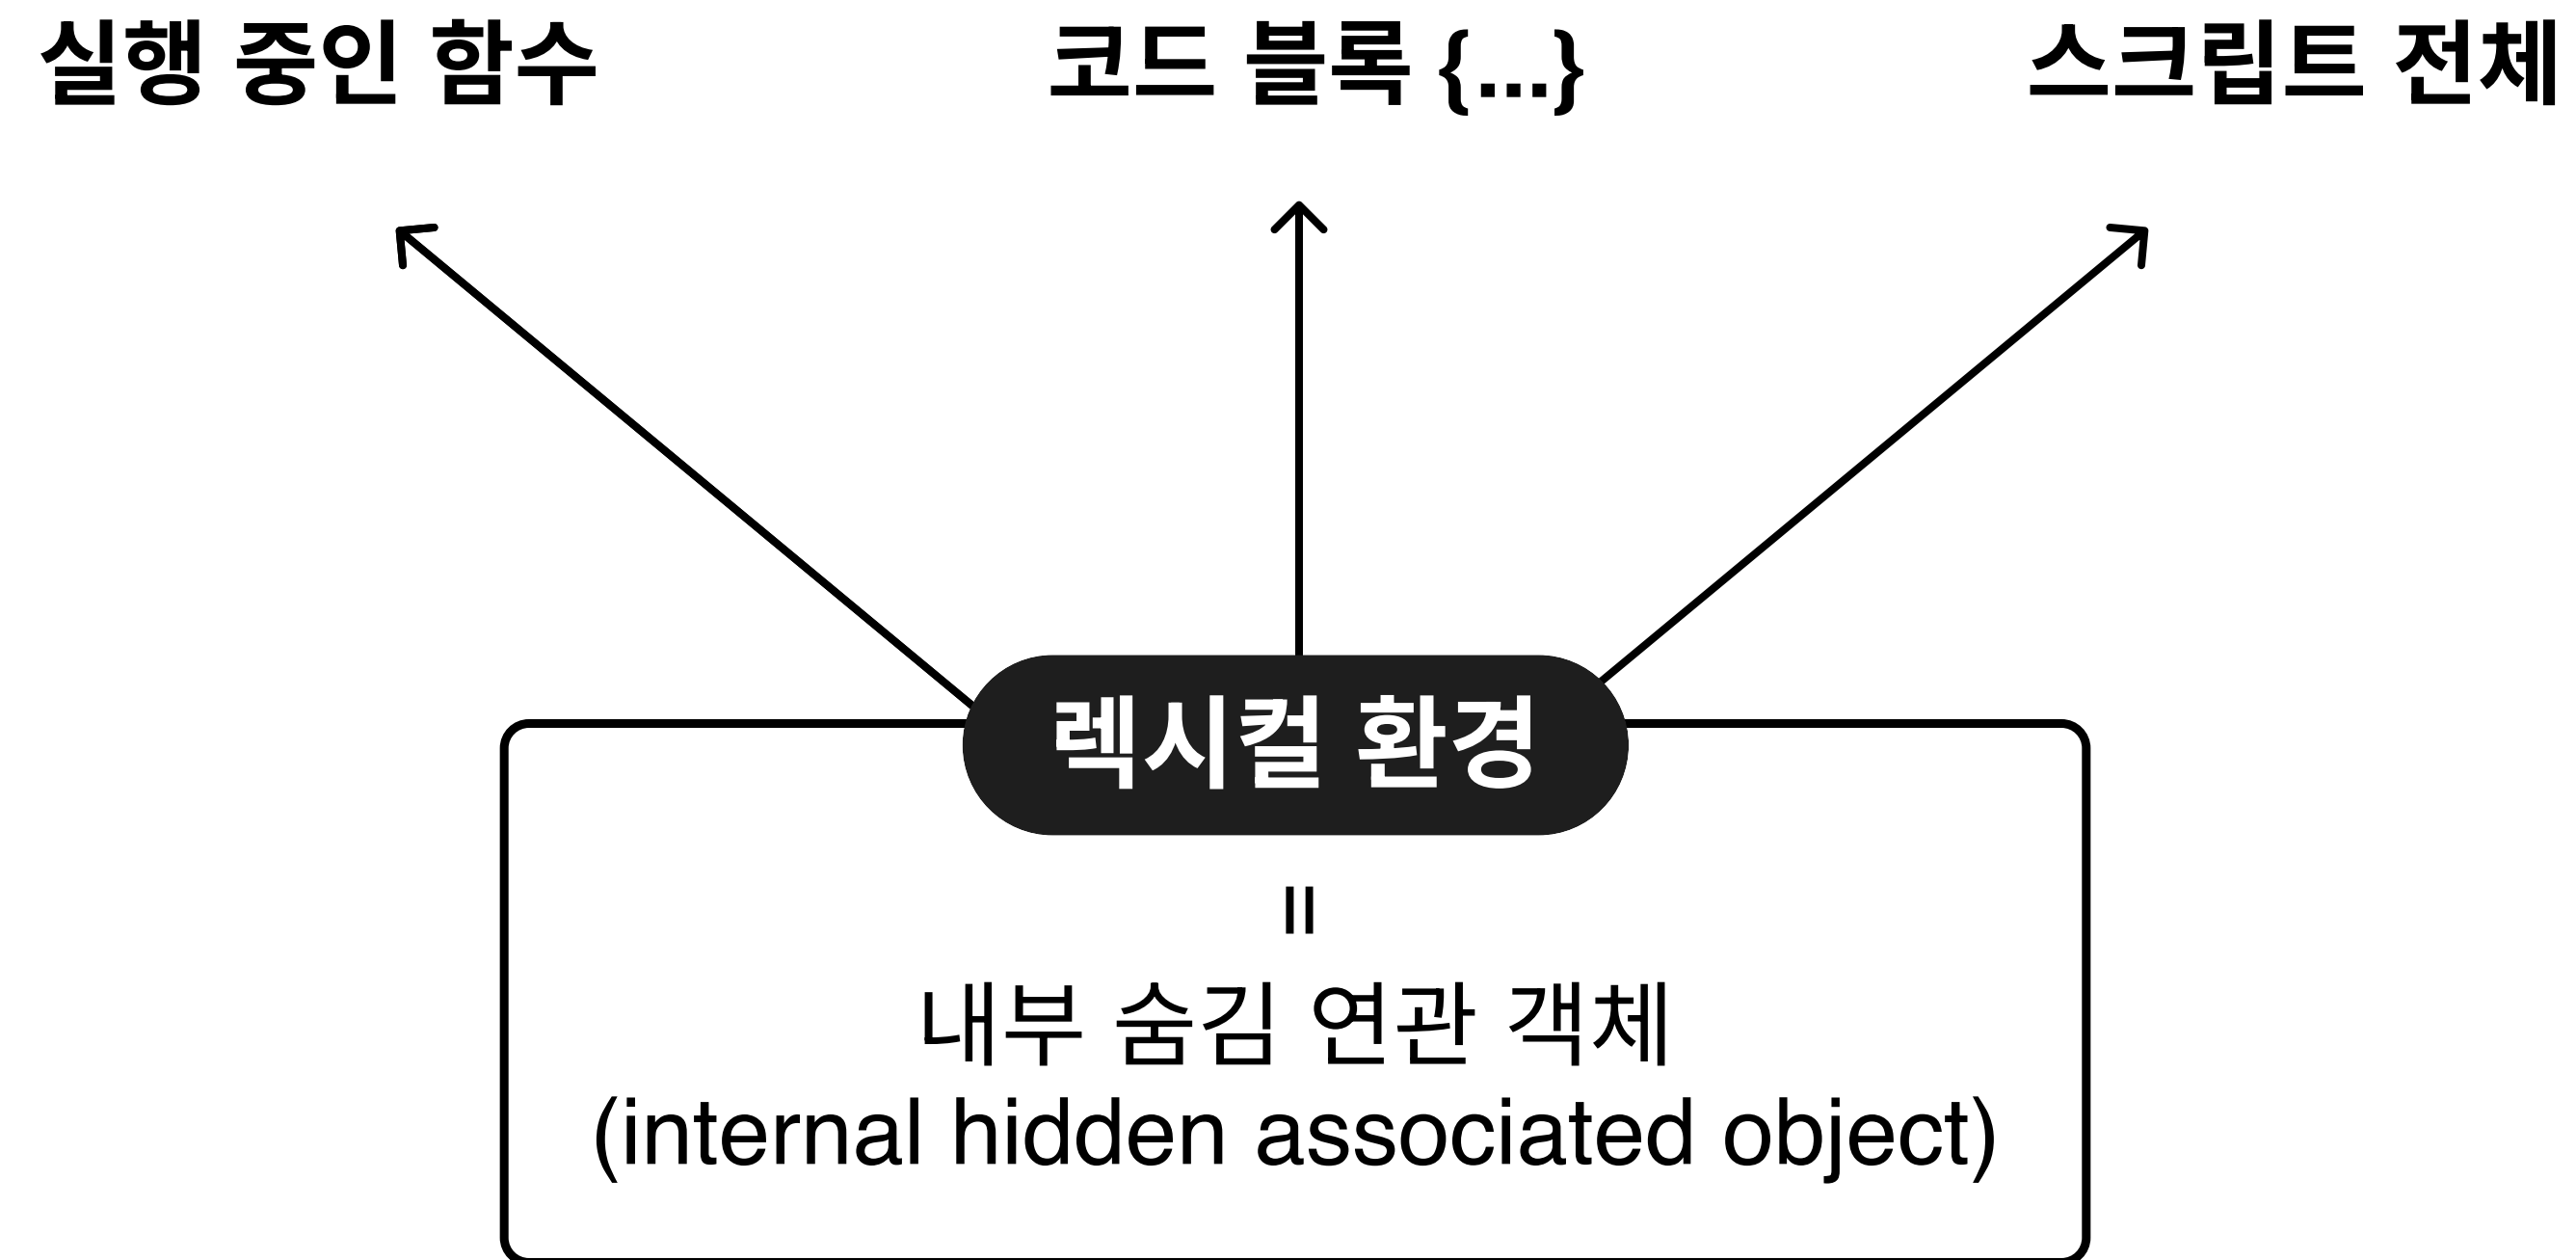 실행 중인 함수
코드 블록 {...}
스크립트 전체
렉시컬 환경
=
내부 숨김 연관 객체
(internal hidden associated object)